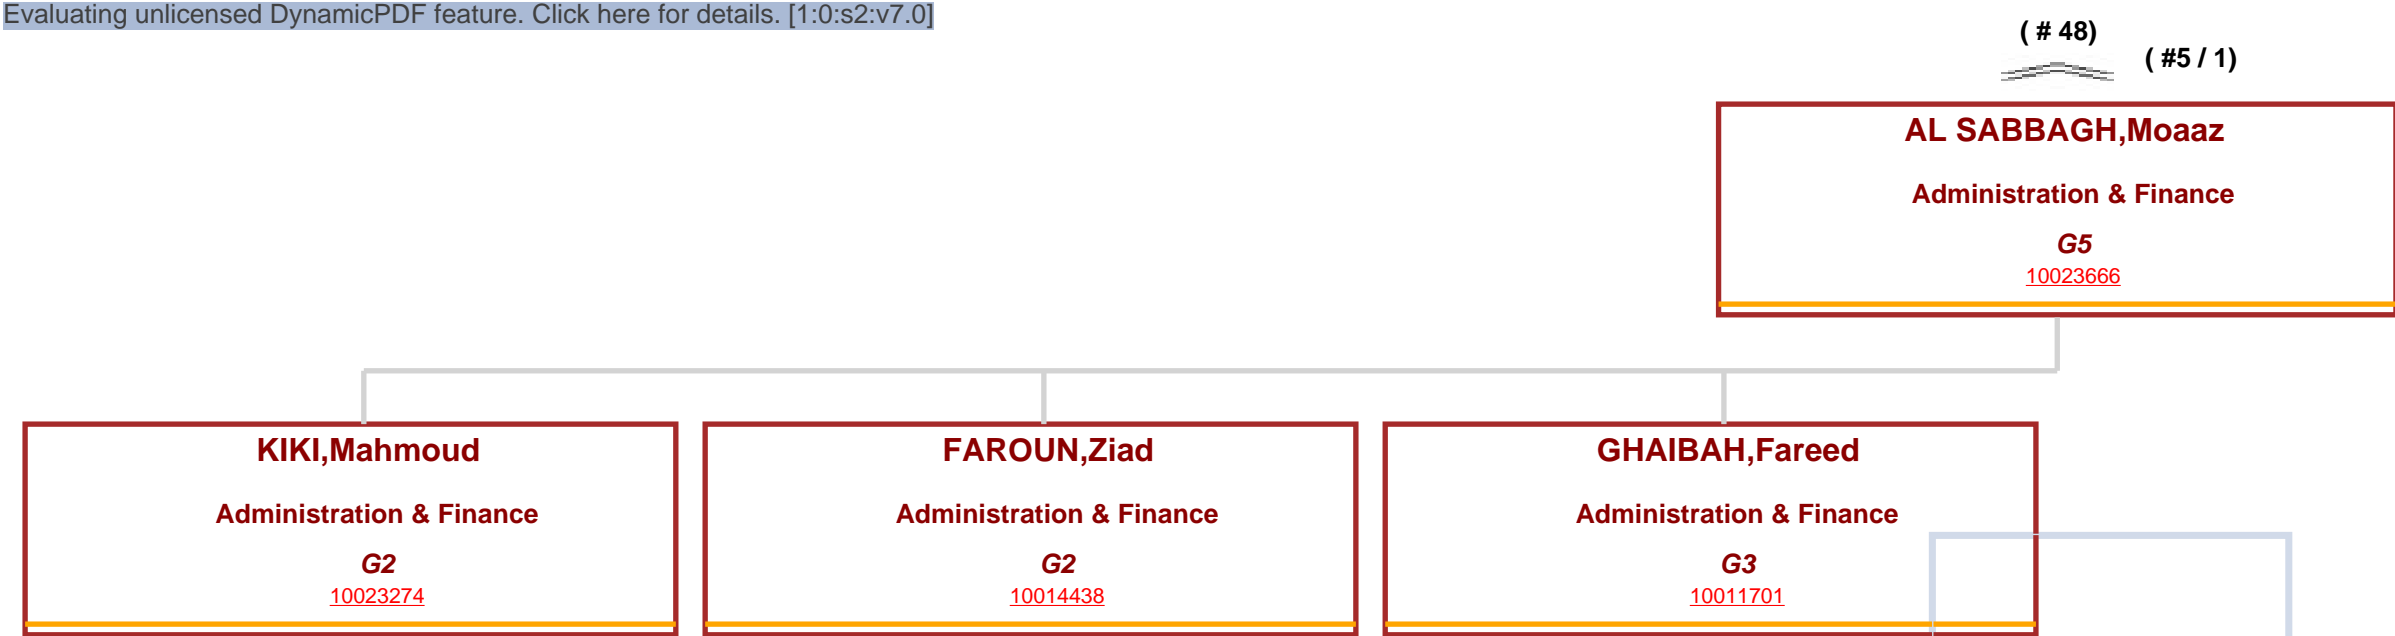 Evaluating unlicensed DynamicPDF feature. Click here for details. [1:0:s2:v7.0]
( # 48)
( #5 / 1)
AL SABBAGH,Moaaz
Administration & Finance
G5
10023666
KIKI,Mahmoud
Administration & Finance
G2
10023274
FAROUN,Ziad
Administration & Finance
G2
10014438
GHAIBAH,Fareed
Administration & Finance
G3
10011701